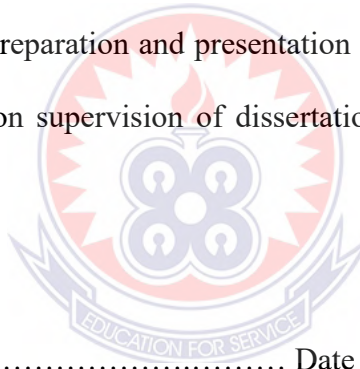 reparation and presentation
on supervision of dissertatio
EDUCATION FOR SERVICE
…………………………… Date